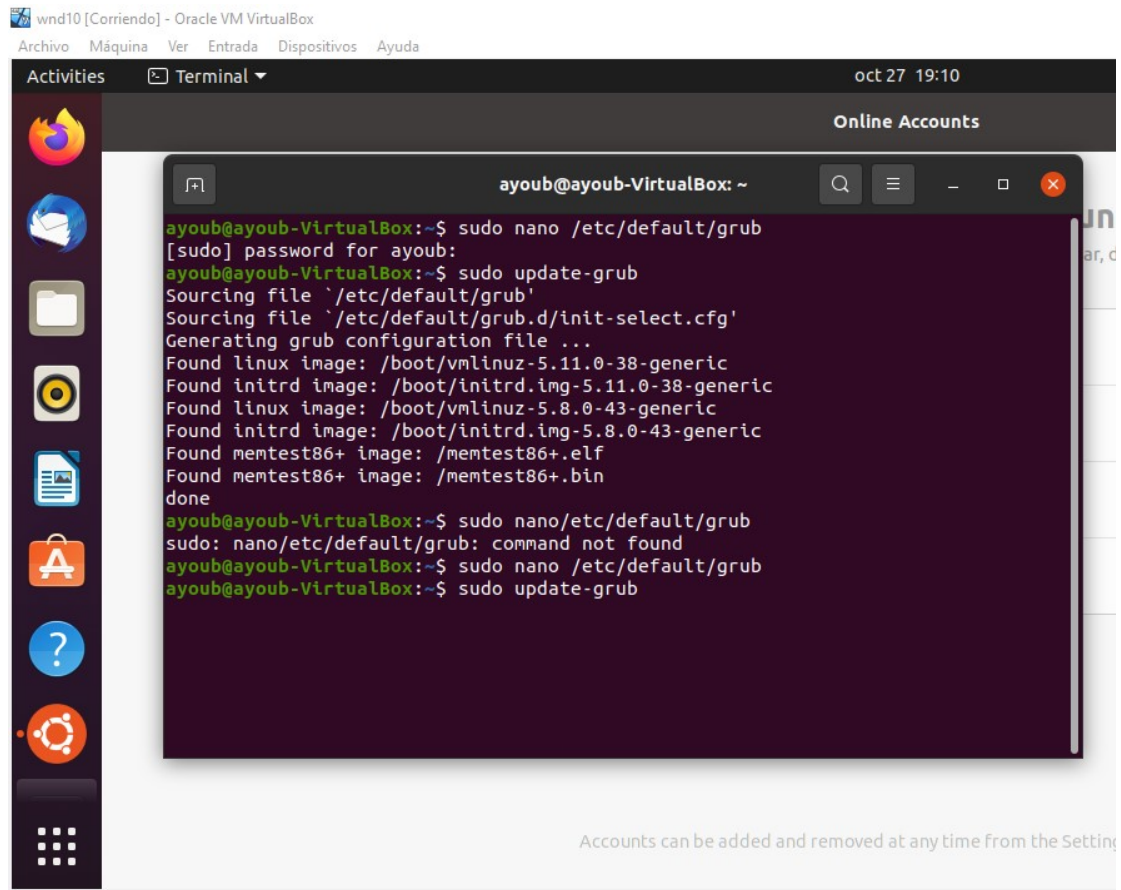 wnd10 [Corriendo] - Oracle VM VirtualBox
Archivo Máquina Ver Entrada Dispositivos Ayuda
Activities Terminal oct 27 19:10
Online Accounts
ayoub@ayoub-VirtualBox: ~
ayoub@ayoub-VirtualBox:~$ sudo nano /etc/default/grub
[sudo] password for ayoub:
ayoub@ayoub-VirtualBox:~$ sudo update-grub
Sourcing file `/etc/default/grub'
Sourcing file `/etc/default/grub.d/init-select.cfg'
Generating grub configuration file ...
Found linux image: /boot/vmlinuz-5.11.0-38-generic
Found initrd image: /boot/initrd.img-5.11.0-38-generic
Found linux image: /boot/vmlinuz-5.8.0-43-generic
Found initrd image: /boot/initrd.img-5.8.0-43-generic
Found memtest86+ image: /memtest86+.elf
Found memtest86+ image: /memtest86+.bin
done
ayoub@ayoub-VirtualBox:~$ sudo nano/etc/default/grub
sudo: nano/etc/default/grub: command not found
ayoub@ayoub-VirtualBox:~$ sudo nano /etc/default/grub
ayoub@ayoub-VirtualBox:~$ sudo update-grub
Accounts can be added and removed at any time from the Setting